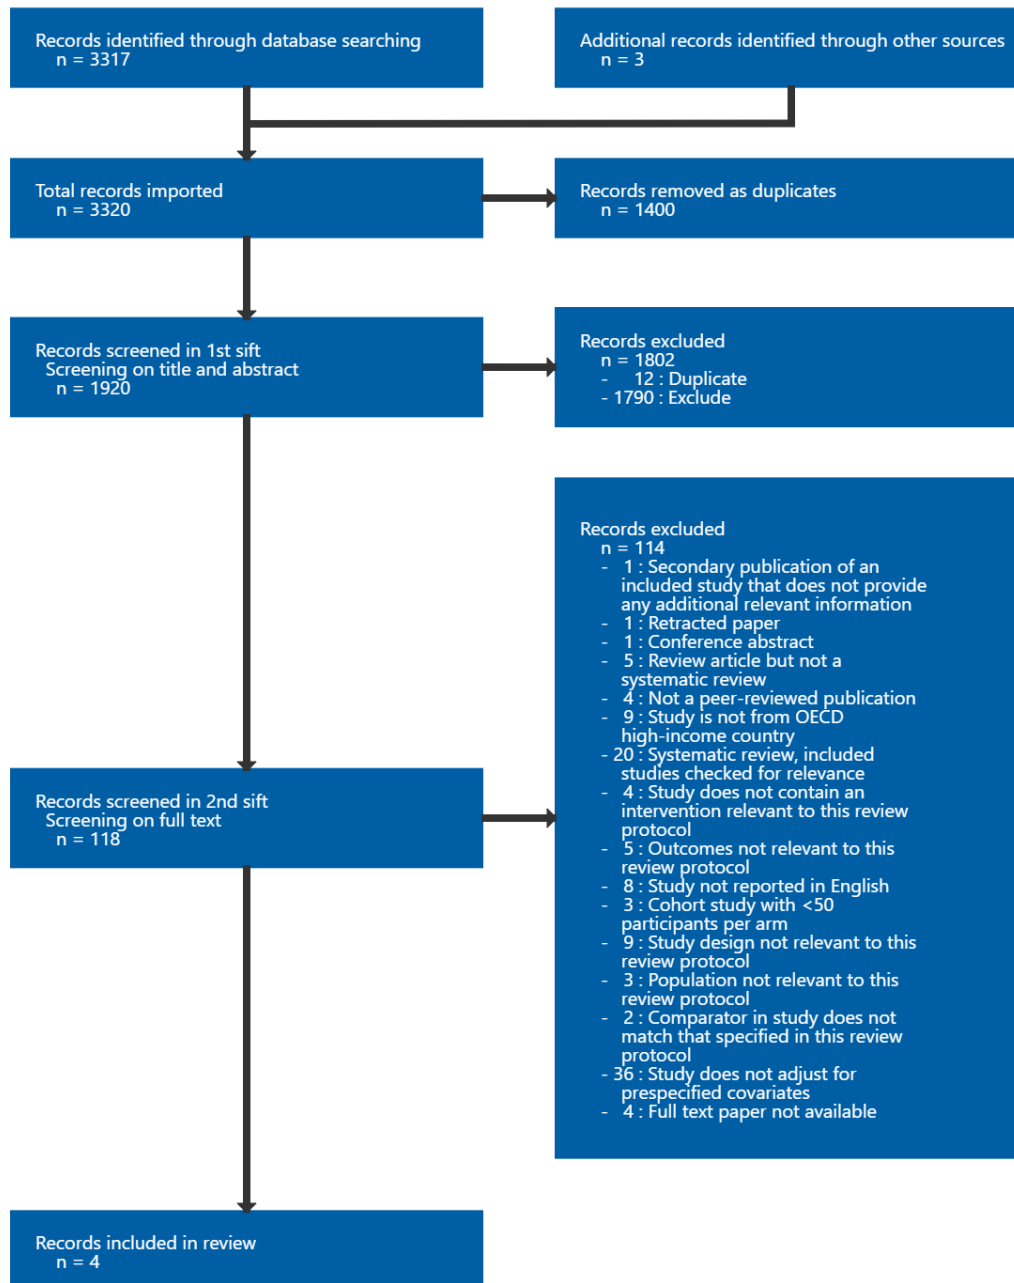 Records identified through database searching
n = 3317
Additional records identified through other sources
n = 3
Total records imported
n = 3320
Records removed as duplicates
n = 1400
Records screened in 1st sift
Screening on title and abstract
n = 1920
Records excluded
n = 1802
- 12 : Duplicate
- 1790 : Exclude
Records excluded
n = 114
- 1 : Secondary publication of an
included study that does not provide
any additional relevant information
- 1 : Retracted paper
- 1 : Conference abstract
- 5 : Review article but not a
systematic review
- 4 : Not a peer-reviewed publication
- 9 : Study is not from OECD
high-income country
- 20 : Systematic review, included
studies checked for relevance
- 4 : Study does not contain an
intervention relevant to this review
protocol
- 5 : Outcomes not relevant to this
review protocol
- 8 : Study not reported in English
- 3 : Cohort study with <50
participants per arm
- 9 : Study design not relevant to this
review protocol
- 3 : Population not relevant to this
review protocol
- 2 : Comparator in study does not
match that specified in this review
protocol
- 36 : Study does not adjust for
prespecified covariates
- 4 : Full text paper not available
Records screened in 2nd sift
Screening on full text
n = 118
Records included in review
n = 4